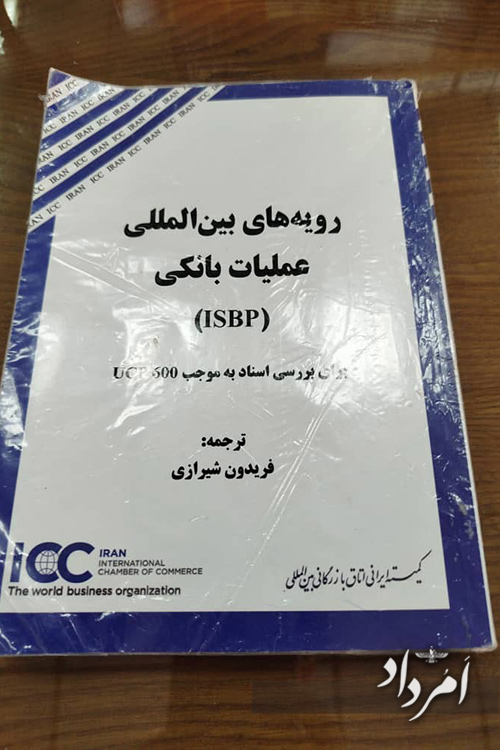 IRAN ICC IRAN ICC IRAN ICC
رویه‌های بین‌المللی
عملیات بانکی
(ISBP)
برای بررسی اسناد به موجب UCP 600
ترجمه:
فریدون شیرازی
ICC IRAN
INTERNATIONAL
CHAMBER OF COMMERCE
The world business organization
کمیته ایرانی اتاق بازرگانی بین‌المللی
اَمُرداد